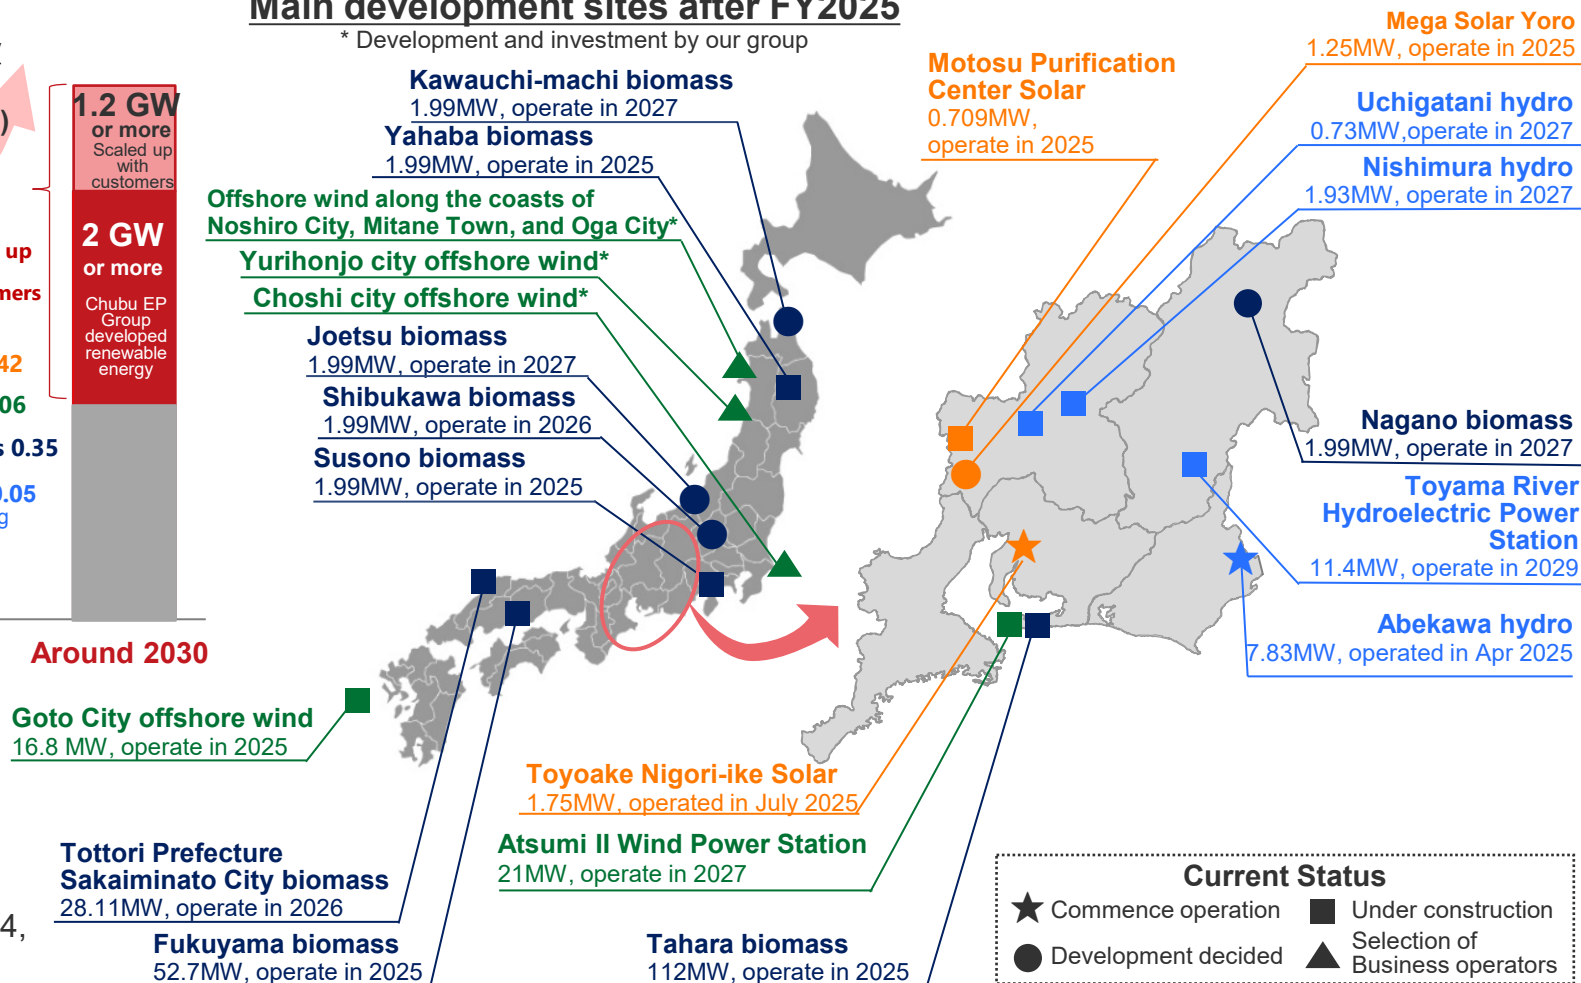 Main development sites after FY2025
* Development and investment by our group
)
1.2 GW
or more
Scaled up
with
customers
2 GW
or more
Chubu EP
Group
developed
renewable
energy
up
mers
42
06
s 0.35
0.05
g
Around 2030
4,
Kawauchi-machi biomass
1.99MW, operate in 2027
Yahaba biomass
1.99MW, operate in 2025
Offshore wind along the coasts of
Noshiro City, Mitane Town, and Oga City*
Yurihonjo city offshore wind*
Choshi city offshore wind*
Joetsu biomass
1.99MW, operate in 2027
Shibukawa biomass
1.99MW, operate in 2026
Susono biomass
1.99MW, operate in 2025
Goto City offshore wind
16.8 MW, operate in 2025
Tottori Prefecture
Sakaiminato City biomass
28.11MW, operate in 2026
Fukuyama biomass
52.7MW, operate in 2025
Motosu Purification
Center Solar
0.709MW,
operate in 2025
Mega Solar Yoro
1.25MW, operate in 2025
Uchigatani hydro
0.73MW,operate in 2027
Nishimura hydro
1.93MW, operate in 2027
Nagano biomass
1.99MW, operate in 2027
Toyama River
Hydroelectric Power
Station
11.4MW, operate in 2029
Abekawa hydro
7.83MW, operated in Apr 2025
Toyoake Nigori-ike Solar
1.75MW, operated in July 2025
Atsumi II Wind Power Station
21MW, operate in 2027
Tahara biomass
112MW, operate in 2025
Current Status
Commence operation
Under construction
Development decided
Selection of
Business operators